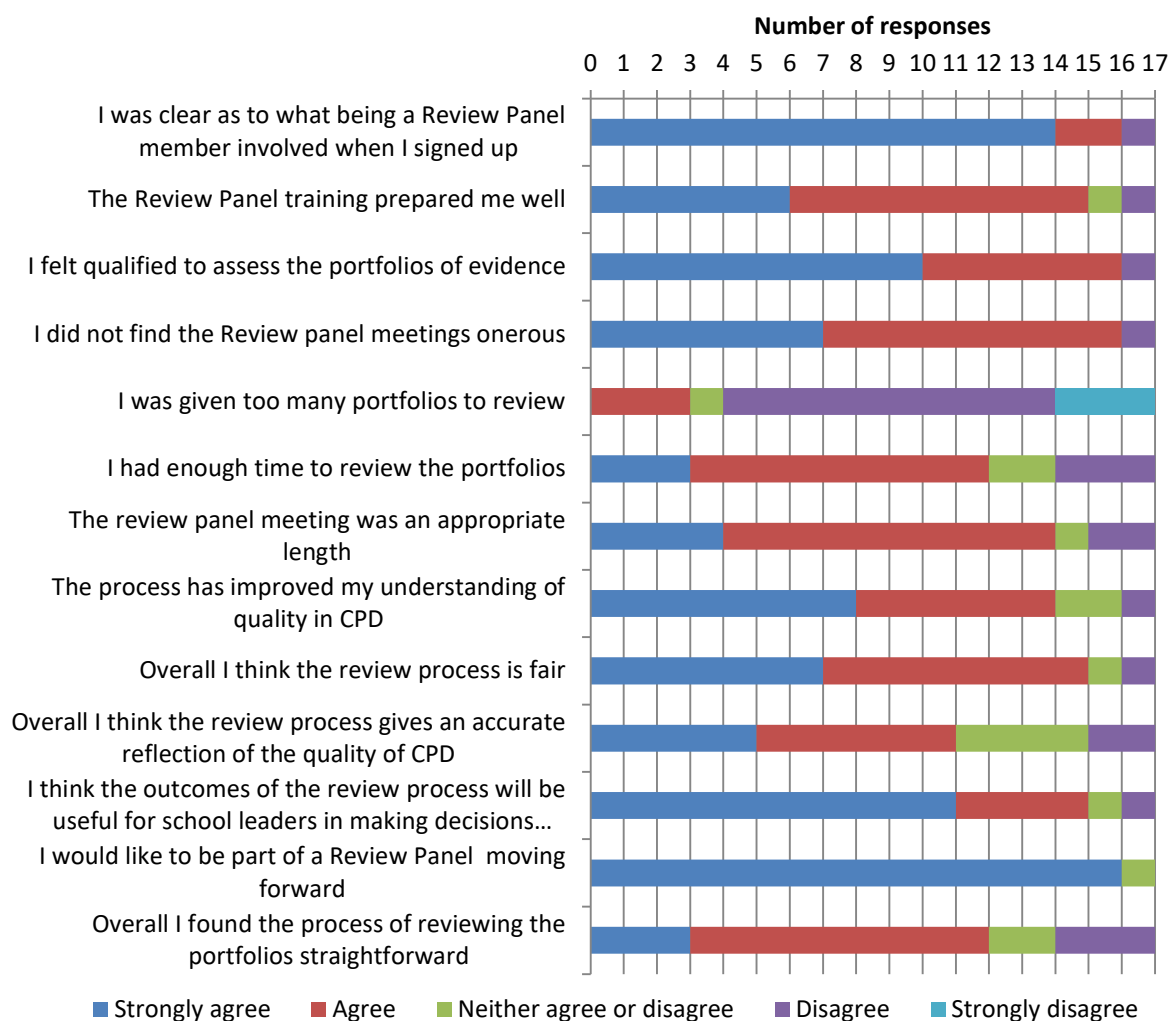 Number of responses
0 1 2 3 4 5 6 7 8 9 10 11 12 13 14 15 16 17
I was clear as to what being a Review Panel
member involved when I signed up
The Review Panel training prepared me well
I felt qualified to assess the portfolios of evidence
I did not find the Review panel meetings onerous
I was given too many portfolios to review
I had enough time to review the portfolios
The review panel meeting was an appropriate
length
The process has improved my understanding of
quality in CPD
Overall I think the review process is fair
Overall I think the review process gives an accurate
reflection of the quality of CPD
I think the outcomes of the review process will be
useful for school leaders in making decisions…
I would like to be part of a Review Panel  moving
forward
Overall I found the process of reviewing the
portfolios straightforward
Strongly agree Agree Neither agree or disagree Disagree Strongly disagree